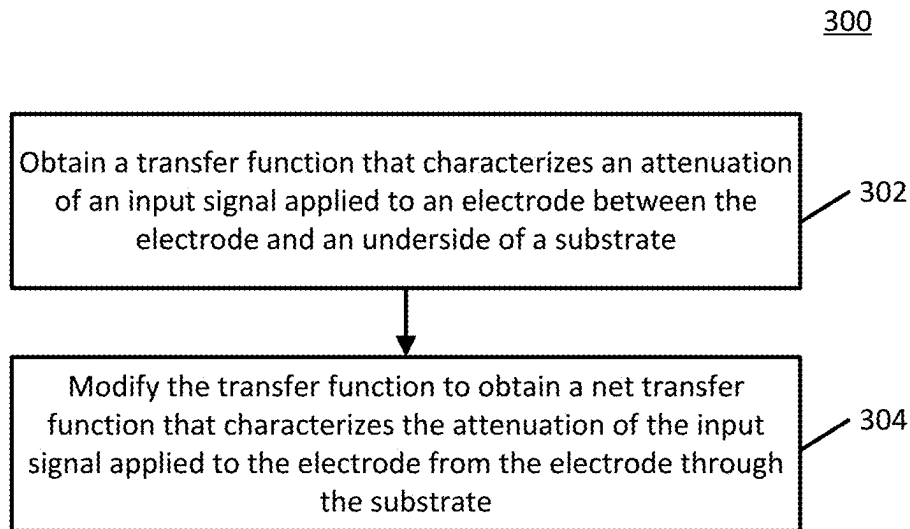 300
Obtain a transfer function that characterizes an attenuation
of an input signal applied to an electrode between the
electrode and an underside of a substrate
302
Modify the transfer function to obtain a net transfer
function that characterizes the attenuation of the input
signal applied to the electrode from the electrode through
the substrate
304